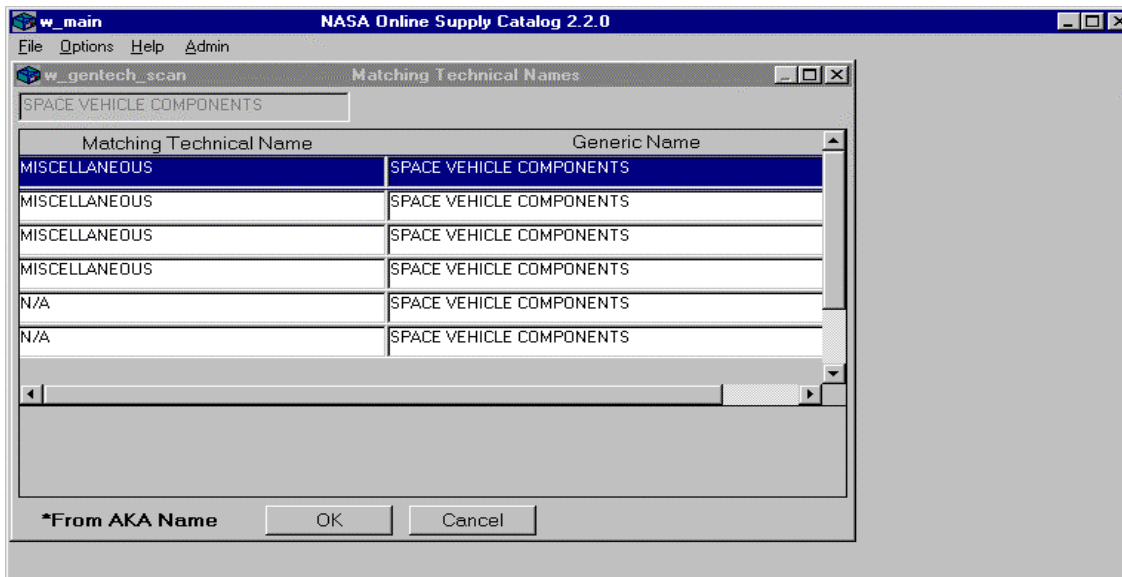 w_main NASA Online Supply Catalog 2.2.0
File Options Help Admin
w_gentech_scan Matching Technical Names
SPACE VEHICLE COMPONENTS
Matching Technical Name Generic Name
MISCELLANEOUS SPACE VEHICLE COMPONENTS
MISCELLANEOUS SPACE VEHICLE COMPONENTS
MISCELLANEOUS SPACE VEHICLE COMPONENTS
MISCELLANEOUS SPACE VEHICLE COMPONENTS
N/A SPACE VEHICLE COMPONENTS
N/A SPACE VEHICLE COMPONENTS
*From AKA Name OK Cancel